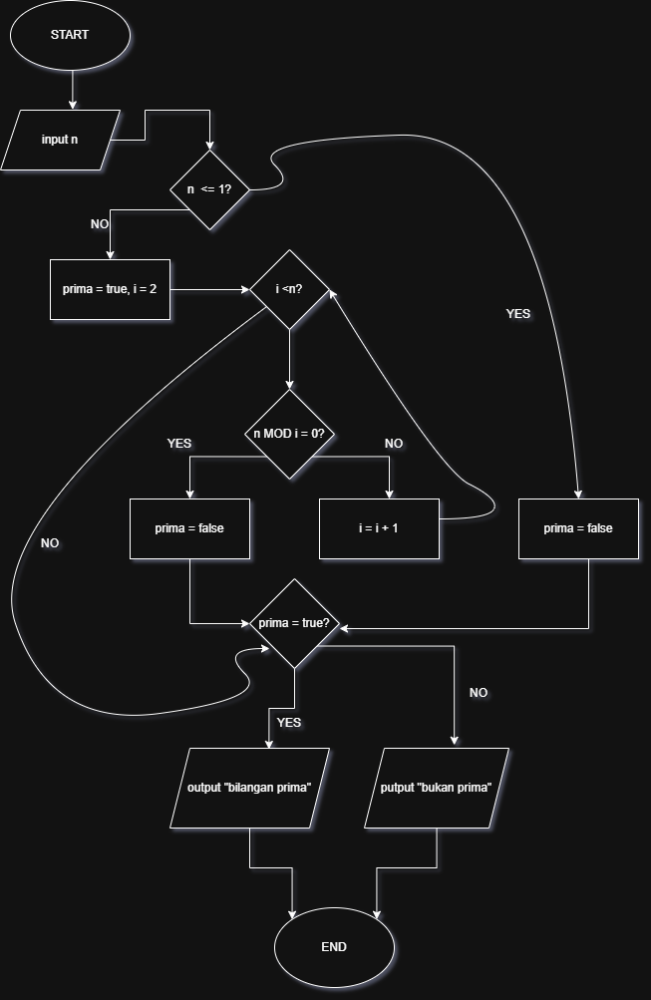 START
input n
n <= 1?
NO
prima = true, i = 2
i <n?
YES
n MOD i = 0?
YES
NO
prima = false
i = i + 1
prima = false
NO
prima = true?
NO
YES
output "bilangan prima"
putput "bukan prima"
END